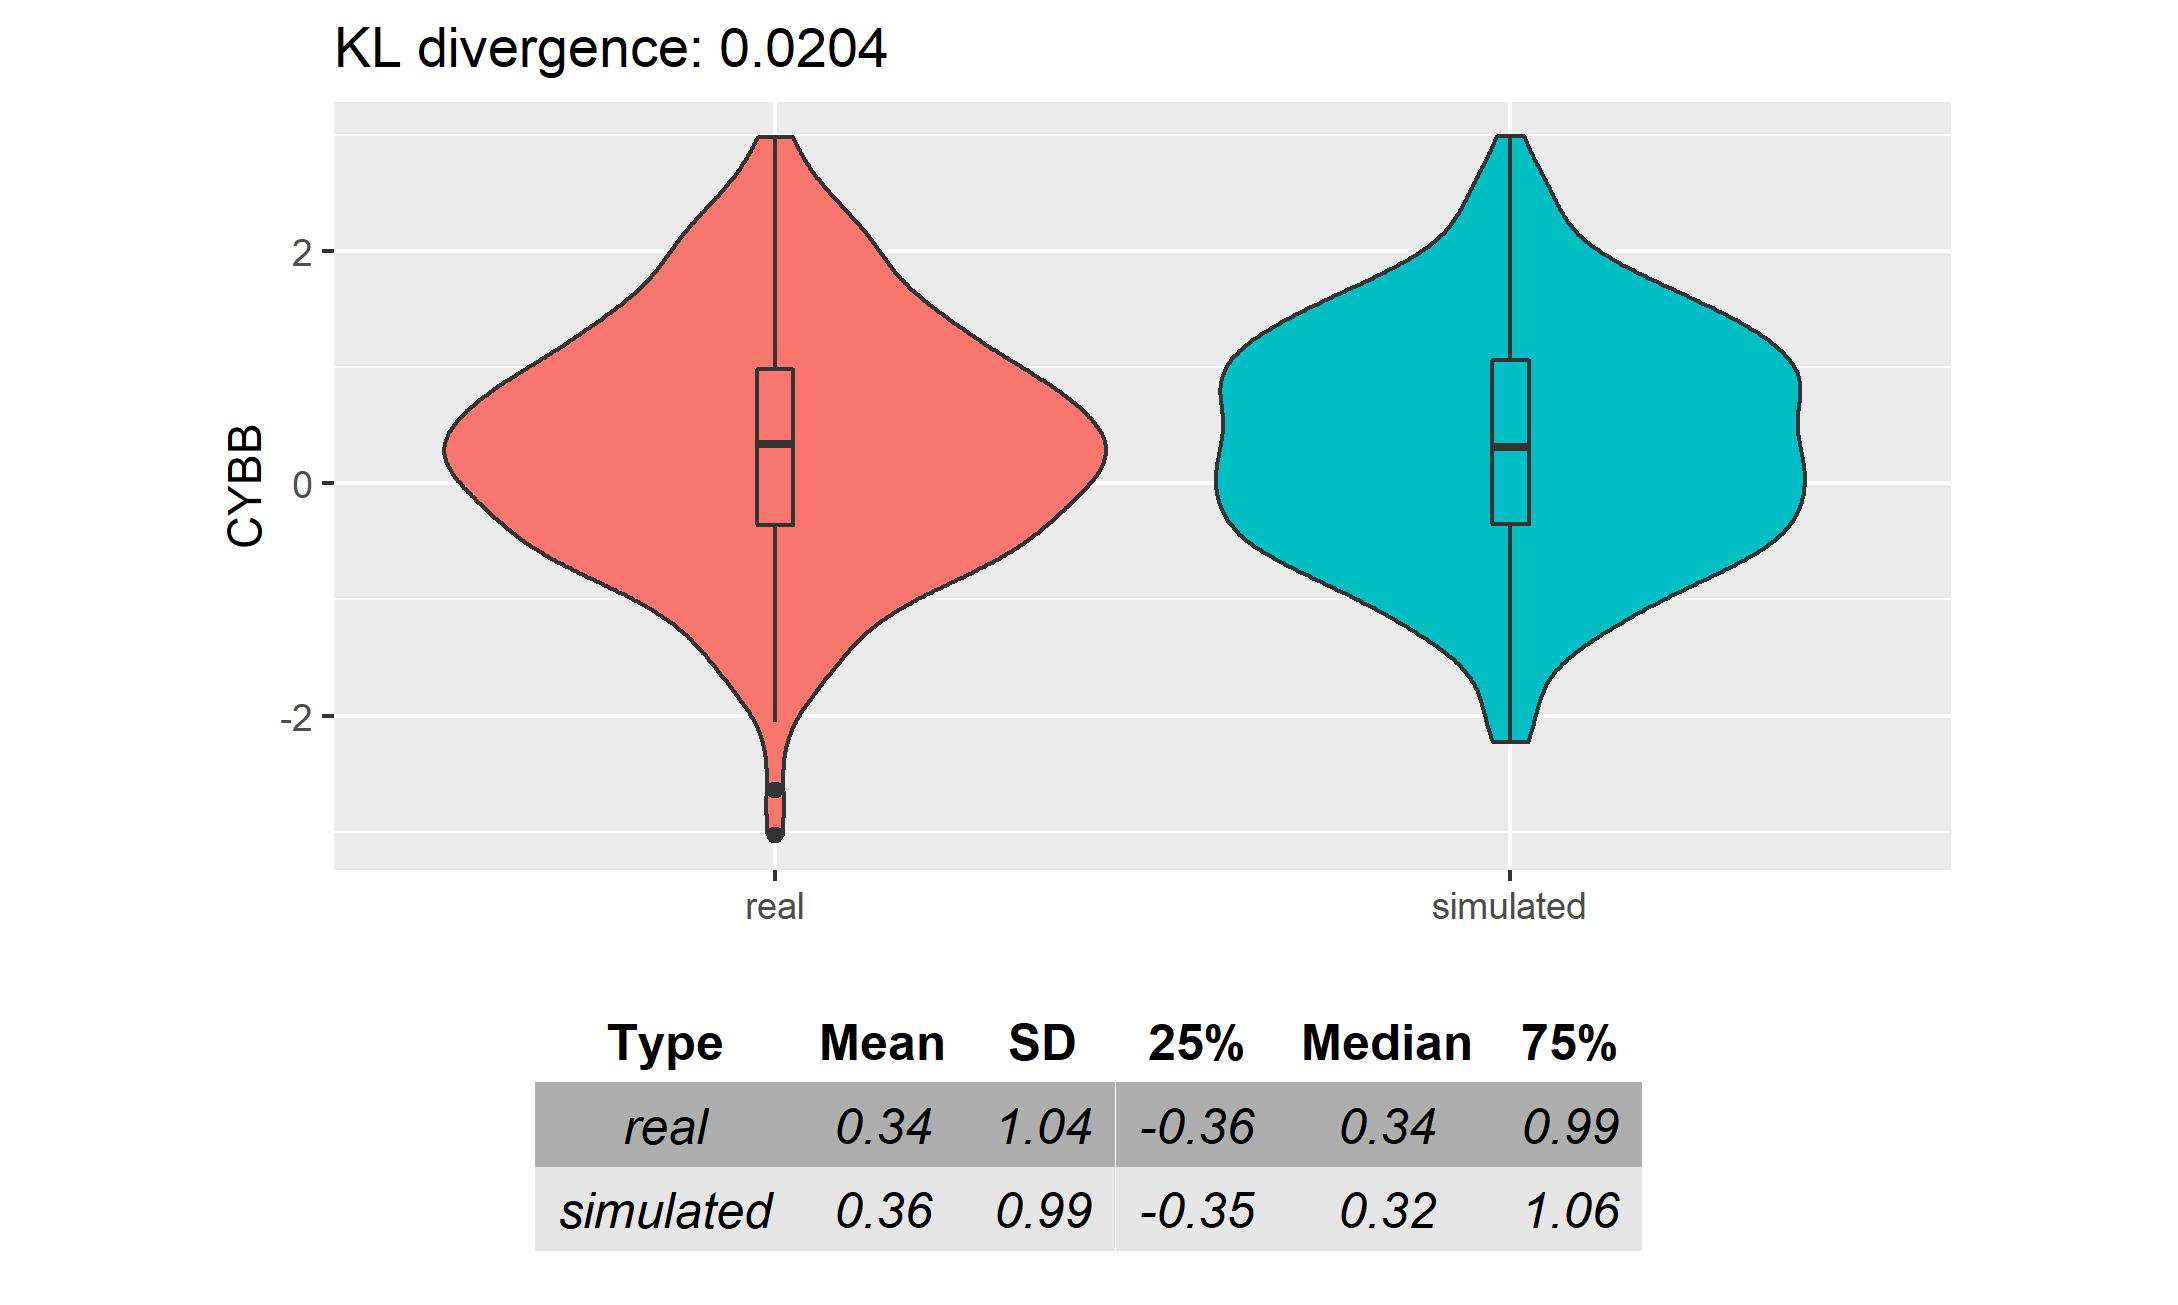 KL divergence: 0.0204
CYBB
2
0
-2
real simulated
Type Mean SD 25% Median 75%
real 0.34 1.04 -0.36 0.34 0.99
simulated 0.36 0.99 -0.35 0.32 1.06